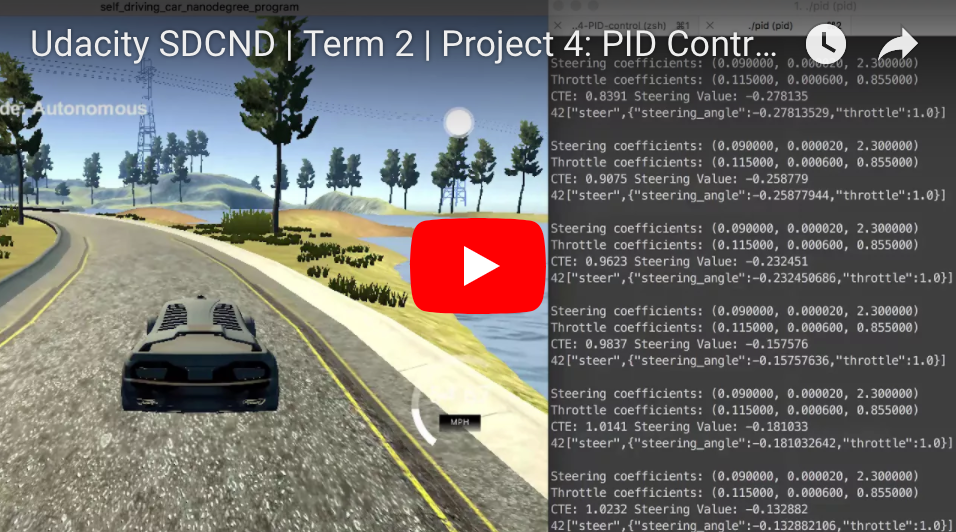 self_driving_car_nanodegree_program
1. ./pid (pid)
..4-PID-control (zsh) ⌘1
./pid (pid)
⌘2
Udacity SDCND | Term 2 | Project 4: PID Contr...
Autonomous
MPH
Steering coefficients: (0.090000, 0.000020, 2.300000)
Throttle coefficients: (0.115000, 0.000600, 0.855000)
CTE: 0.8391 Steering Value: -0.278135
42["steer",{"steering_angle":-0.27813529,"throttle":1.0}]
Steering coefficients: (0.090000, 0.000020, 2.300000)
Throttle coefficients: (0.115000, 0.000600, 0.855000)
CTE: 0.9075 Steering Value: -0.258779
42["steer",{"steering_angle":-0.25877944,"throttle":1.0}]
Steering coefficients: (0.090000, 0.000020, 2.300000)
Throttle coefficients: (0.115000, 0.000600, 0.855000)
CTE: 0.9623 Steering Value: -0.232451
42["steer",{"steering_angle":-0.232450686,"throttle":1.0}]
Steering coefficients: (0.090000, 0.000020, 2.300000)
Throttle coefficients: (0.115000, 0.000600, 0.855000)
CTE: 0.9837 Steering Value: -0.157576
42["steer",{"steering_angle":-0.15757636,"throttle":1.0}]
Steering coefficients: (0.090000, 0.000020, 2.300000)
Throttle coefficients: (0.115000, 0.000600, 0.855000)
CTE: 1.0141 Steering Value: -0.181033
42["steer",{"steering_angle":-0.181032642,"throttle":1.0}]
Steering coefficients: (0.090000, 0.000020, 2.300000)
Throttle coefficients: (0.115000, 0.000600, 0.855000)
CTE: 1.0232 Steering Value: -0.132882
42["steer",{"steering_angle":-0.132882106,"throttle":1.0}]